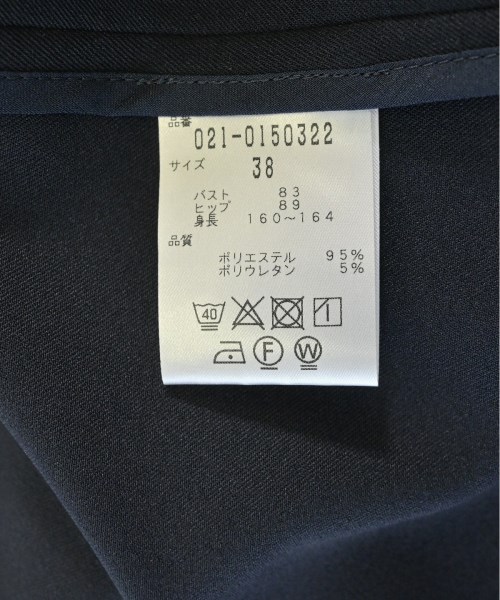 品番
021-0150322
サイズ 38
バスト 83
ヒップ 89
身長 160～164
品質
ポリエステル 95%
ポリウレタン 5%
40
F W